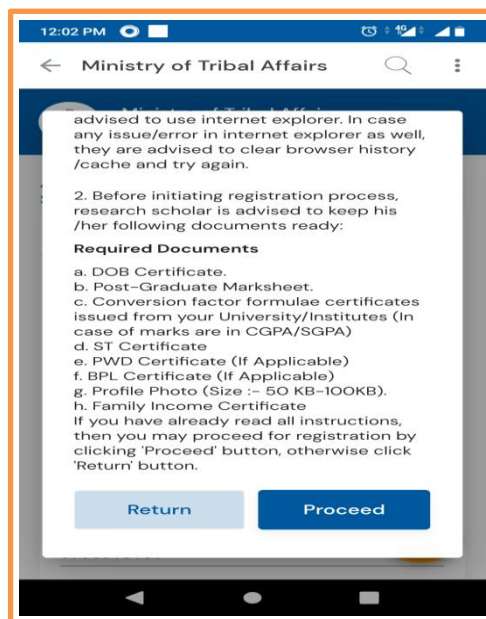 12:02 PM
4G
Ministry of Tribal Affairs
advised to use internet explorer. In case
any issue/error in internet explorer as well,
they are advised to clear browser history
/cache and try again.
2. Before initiating registration process,
research scholar is advised to keep his
/her following documents ready:
Required Documents
a. DOB Certificate.
b. Post-Graduate Marksheet.
c. Conversion factor formulae certificates
issued from your University/Institutes (In
case of marks are in CGPA/SGPA)
d. ST Certificate
e. PWD Certificate (If Applicable)
f. BPL Certificate (If Applicable)
g. Profile Photo (Size :- 50 KB-100KB).
h. Family Income Certificate
If you have already read all instructions,
then you may proceed for registration by
clicking 'Proceed' button, otherwise click
'Return' button.
Return
Proceed